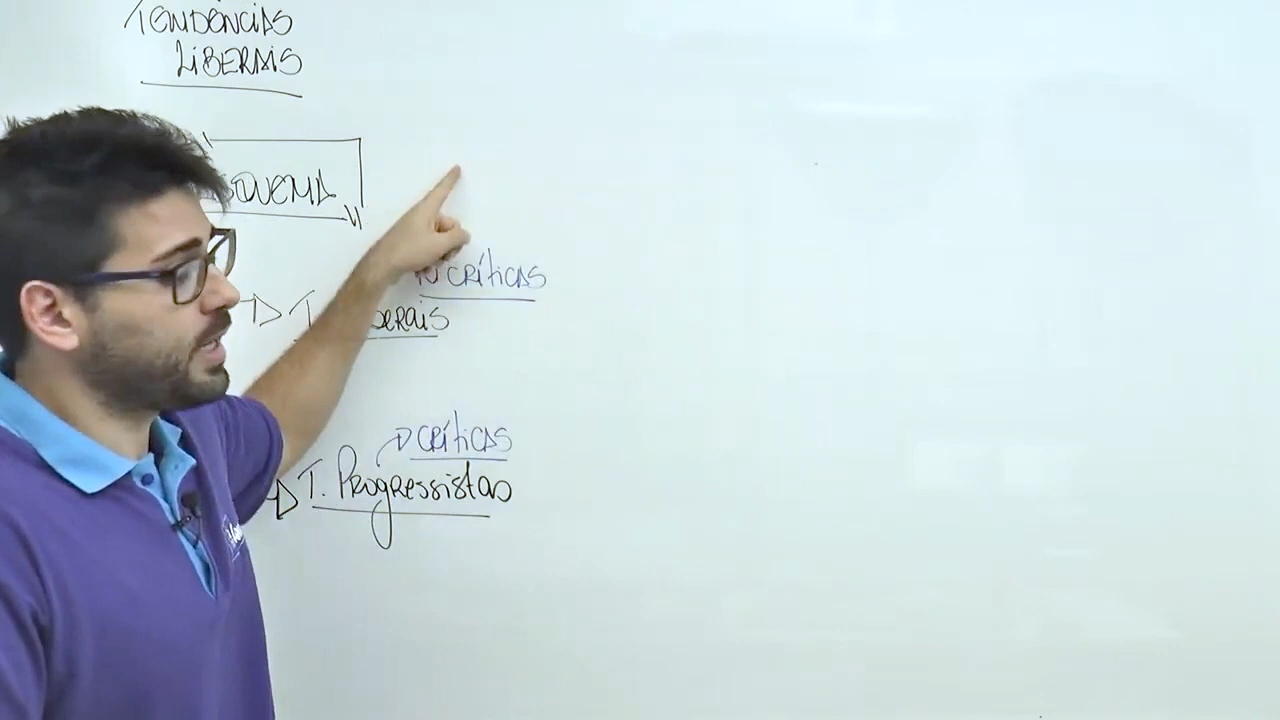 TENDÊNCIAS
LIBERAIS
CRÍTICAS
T.
CRÍTICAS
T. Progressistas